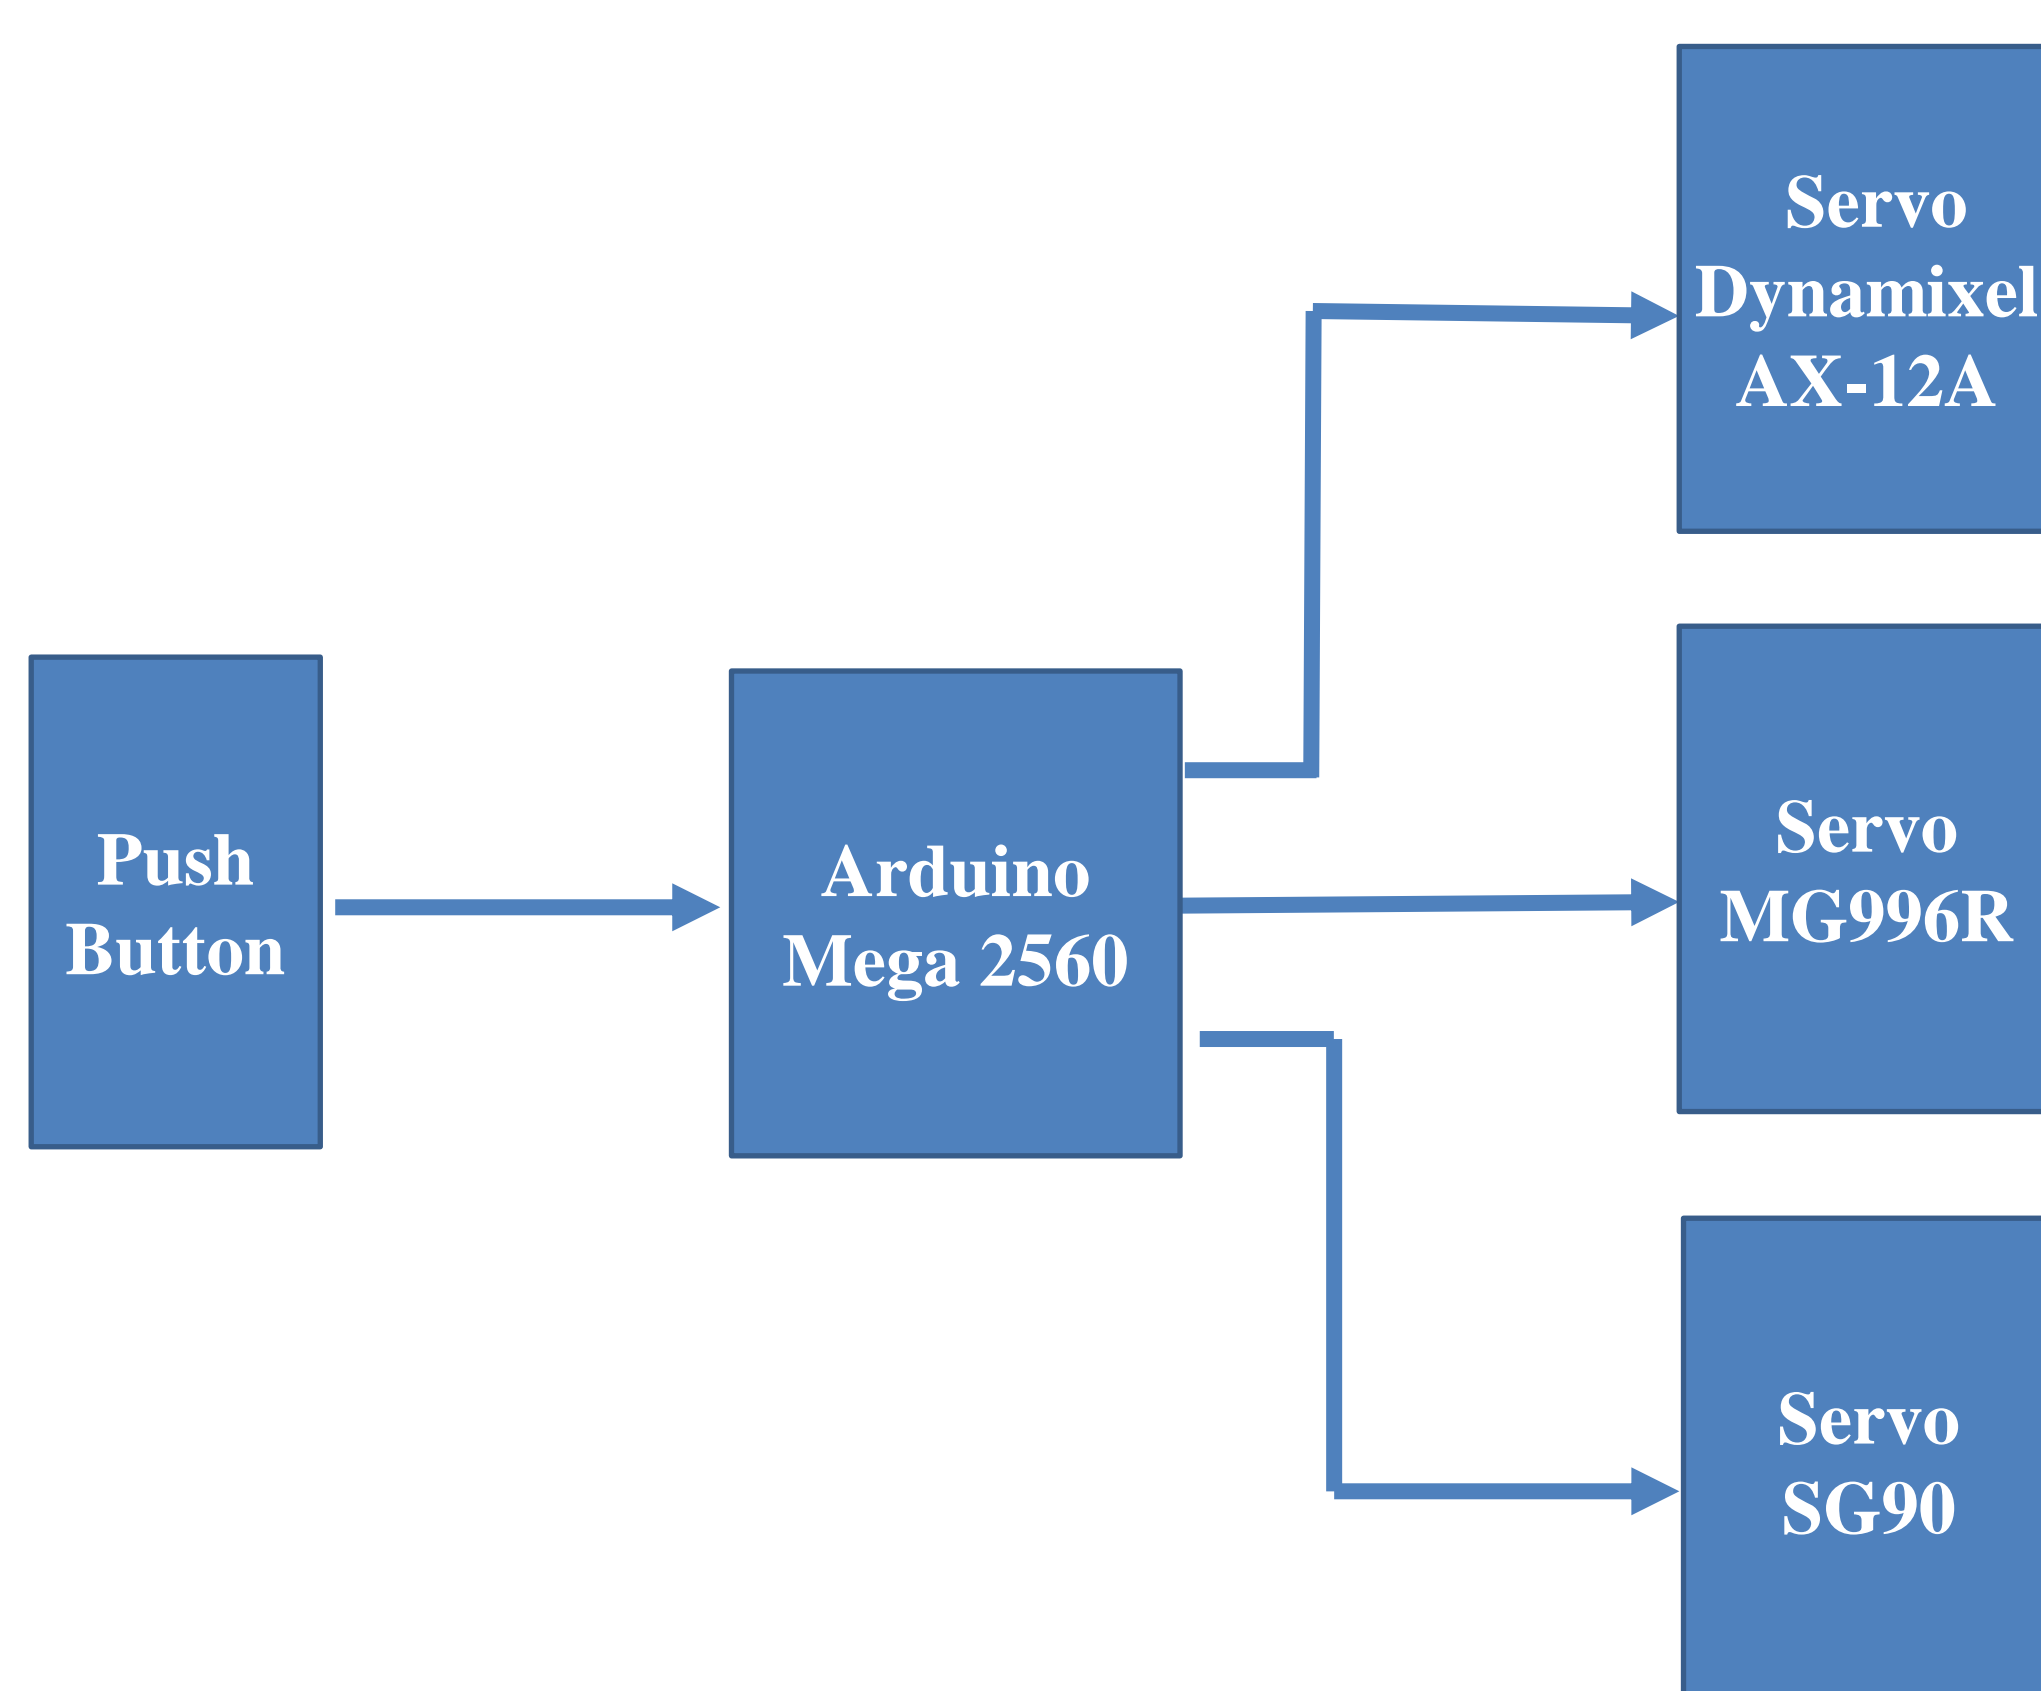 Push
Button
Arduino
Mega 2560
Servo
Dynamixel
AX-12A
Servo
MG996R
Servo
SG90